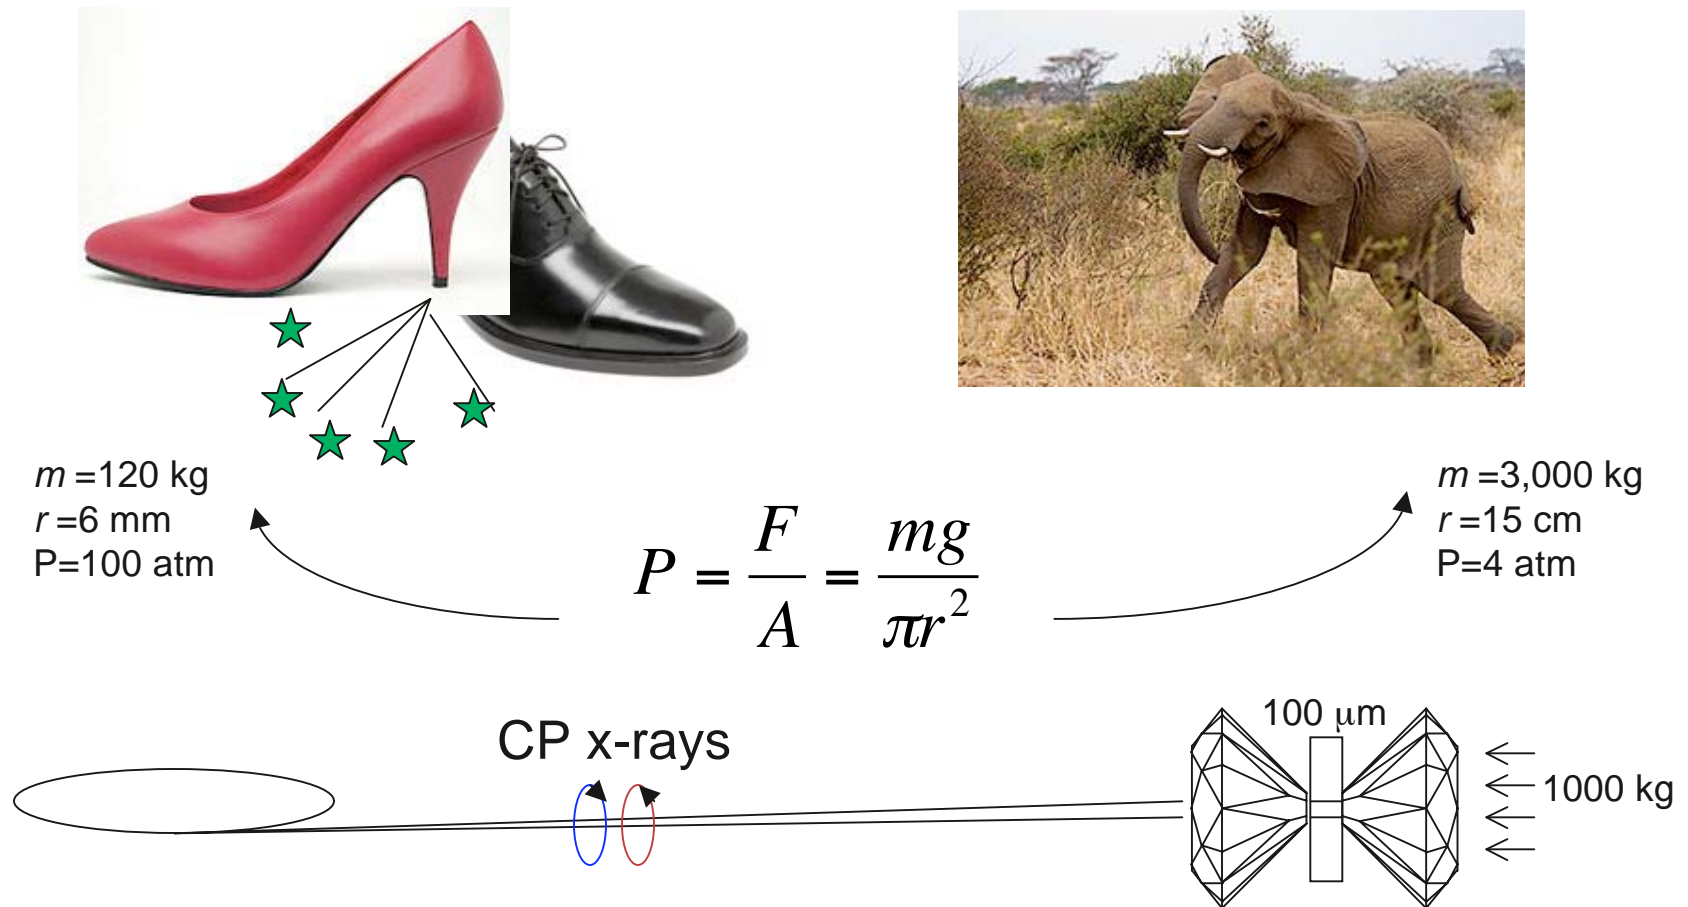 m =120 kg
r =6 mm
P=100 atm
P = F/A = mg/πr²
m =3,000 kg
r =15 cm
P=4 atm
CP x-rays
100 μm
1000 kg